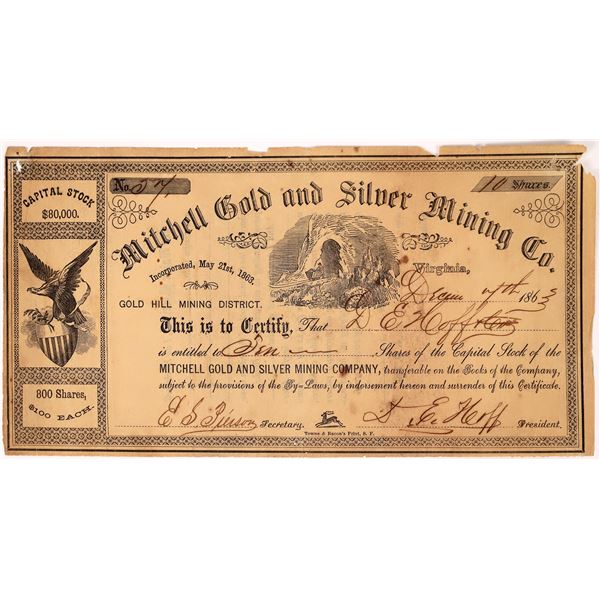 No. 37
10 Shares.
CAPITAL STOCK
$80,000.
Mitchell Gold and Silver Mining Co.
Incorporated, May 21st, 1863.
Virginia,
GOLD HILL MINING DISTRICT.
1863
This is to Certify, That D. E. Hoff
is entitled to Ten Shares of the Capital Stock of the
MITCHELL GOLD AND SILVER MINING COMPANY, transferable on the Books of the Company,
subject to the provisions of the By-Laws, by indorsement hereon and surrender of this Certificate.
800 Shares,
$100 EACH.
E. S. Pierson Secretary.
D. E. Hoff President.
Towne & Bacon's Print, S. F.